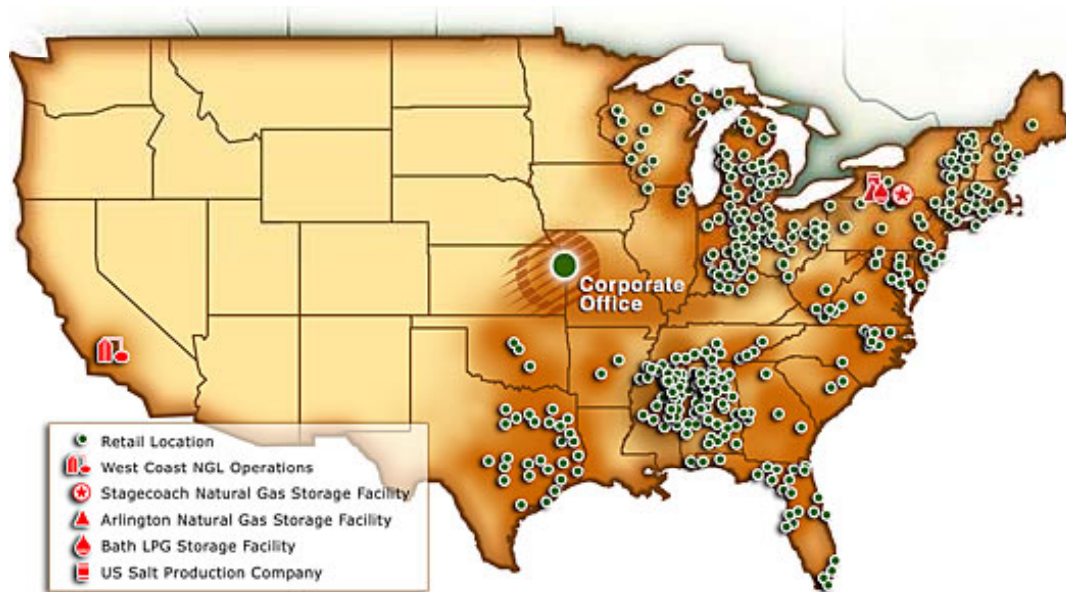 Corporate
Office
Retail Location
West Coast NGL Operations
Stagecoach Natural Gas Storage Facility
Arlington Natural Gas Storage Facility
Bath LPG Storage Facility
US Salt Production Company